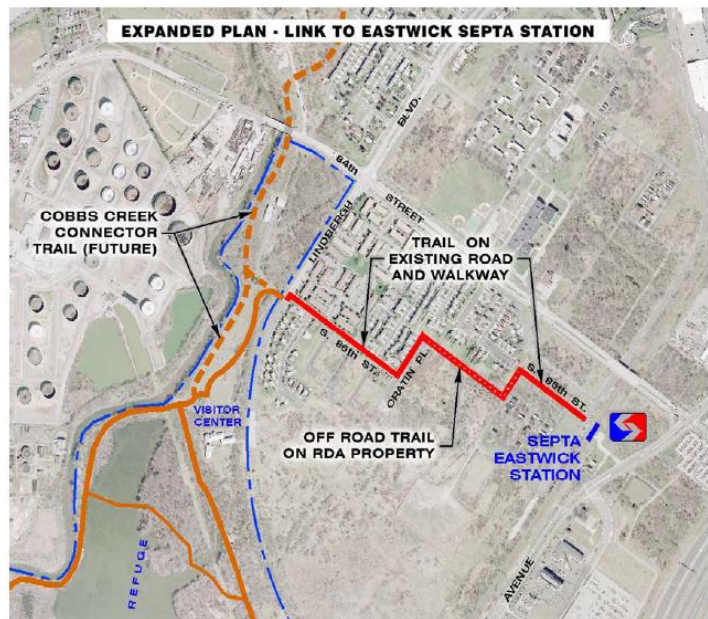 EXPANDED PLAN - LINK TO EASTWICK SEPTA STATION
BLVD.
84th
STREET
LINDBERGH
COBBS CREEK
CONNECTOR
TRAIL (FUTURE)
TRAIL ON
EXISTING ROAD
AND WALKWAY
S. 86th ST.
CRATIN PL.
S. 85th ST.
VISITOR
CENTER
OFF ROAD TRAIL
ON RDA PROPERTY
SEPTA
EASTWICK
STATION
REFUGE
AVENUE